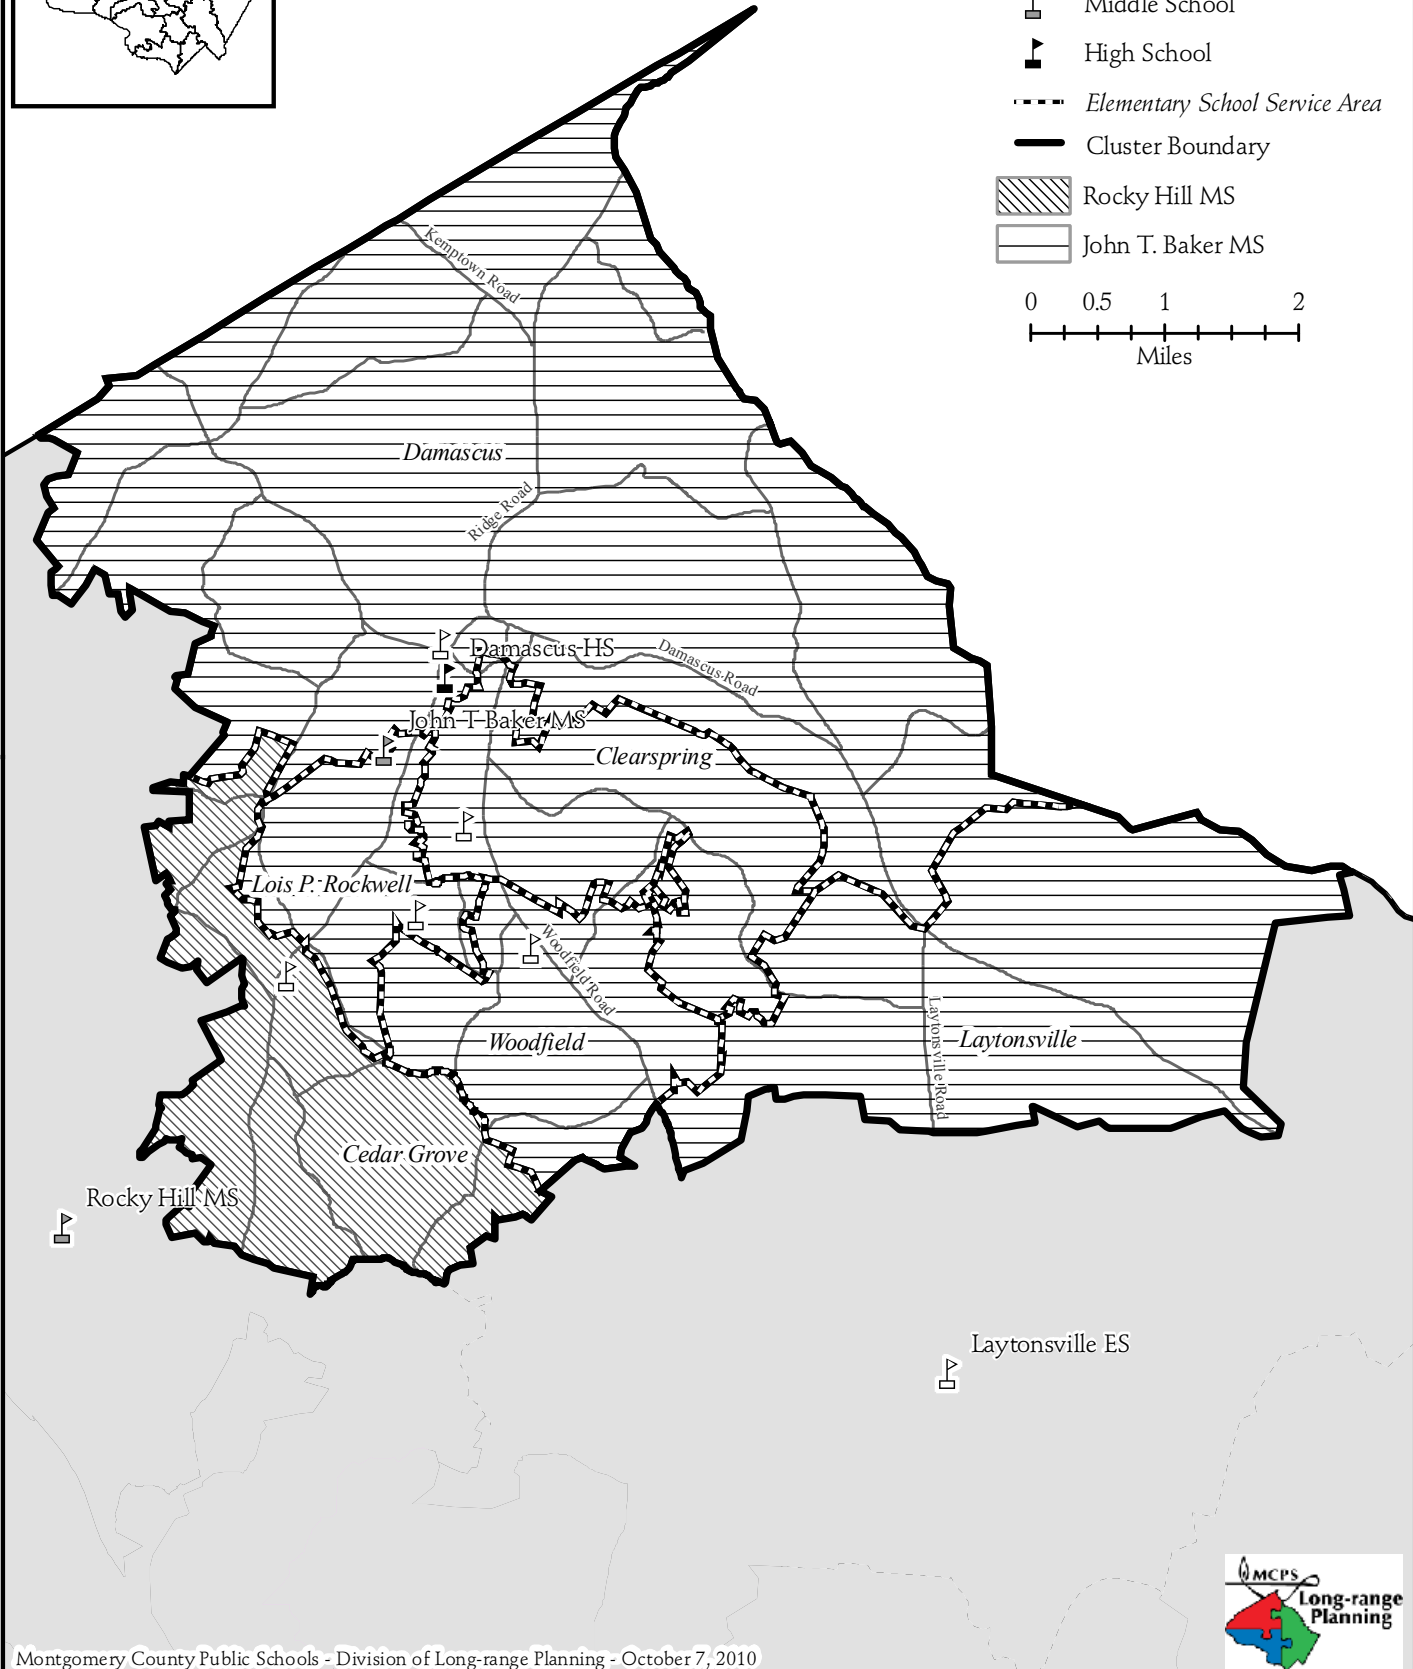 Middle School
High School
Elementary School Service Area
Cluster Boundary
Rocky Hill MS
John T. Baker MS
0 0.5 1 2
Miles
Kemptown Road
Damascus
Ridge Road
Damascus HS
Damascus Road
John T Baker MS
Clearspring
Lois P. Rockwell
Woodfield Road
Woodfield
Laytonsville Road
Laytonsville
Cedar Grove
Rocky Hill MS
Laytonsville ES
MCPS
Long-range
Planning
Montgomery County Public Schools - Division of Long-range Planning - October 7, 2010